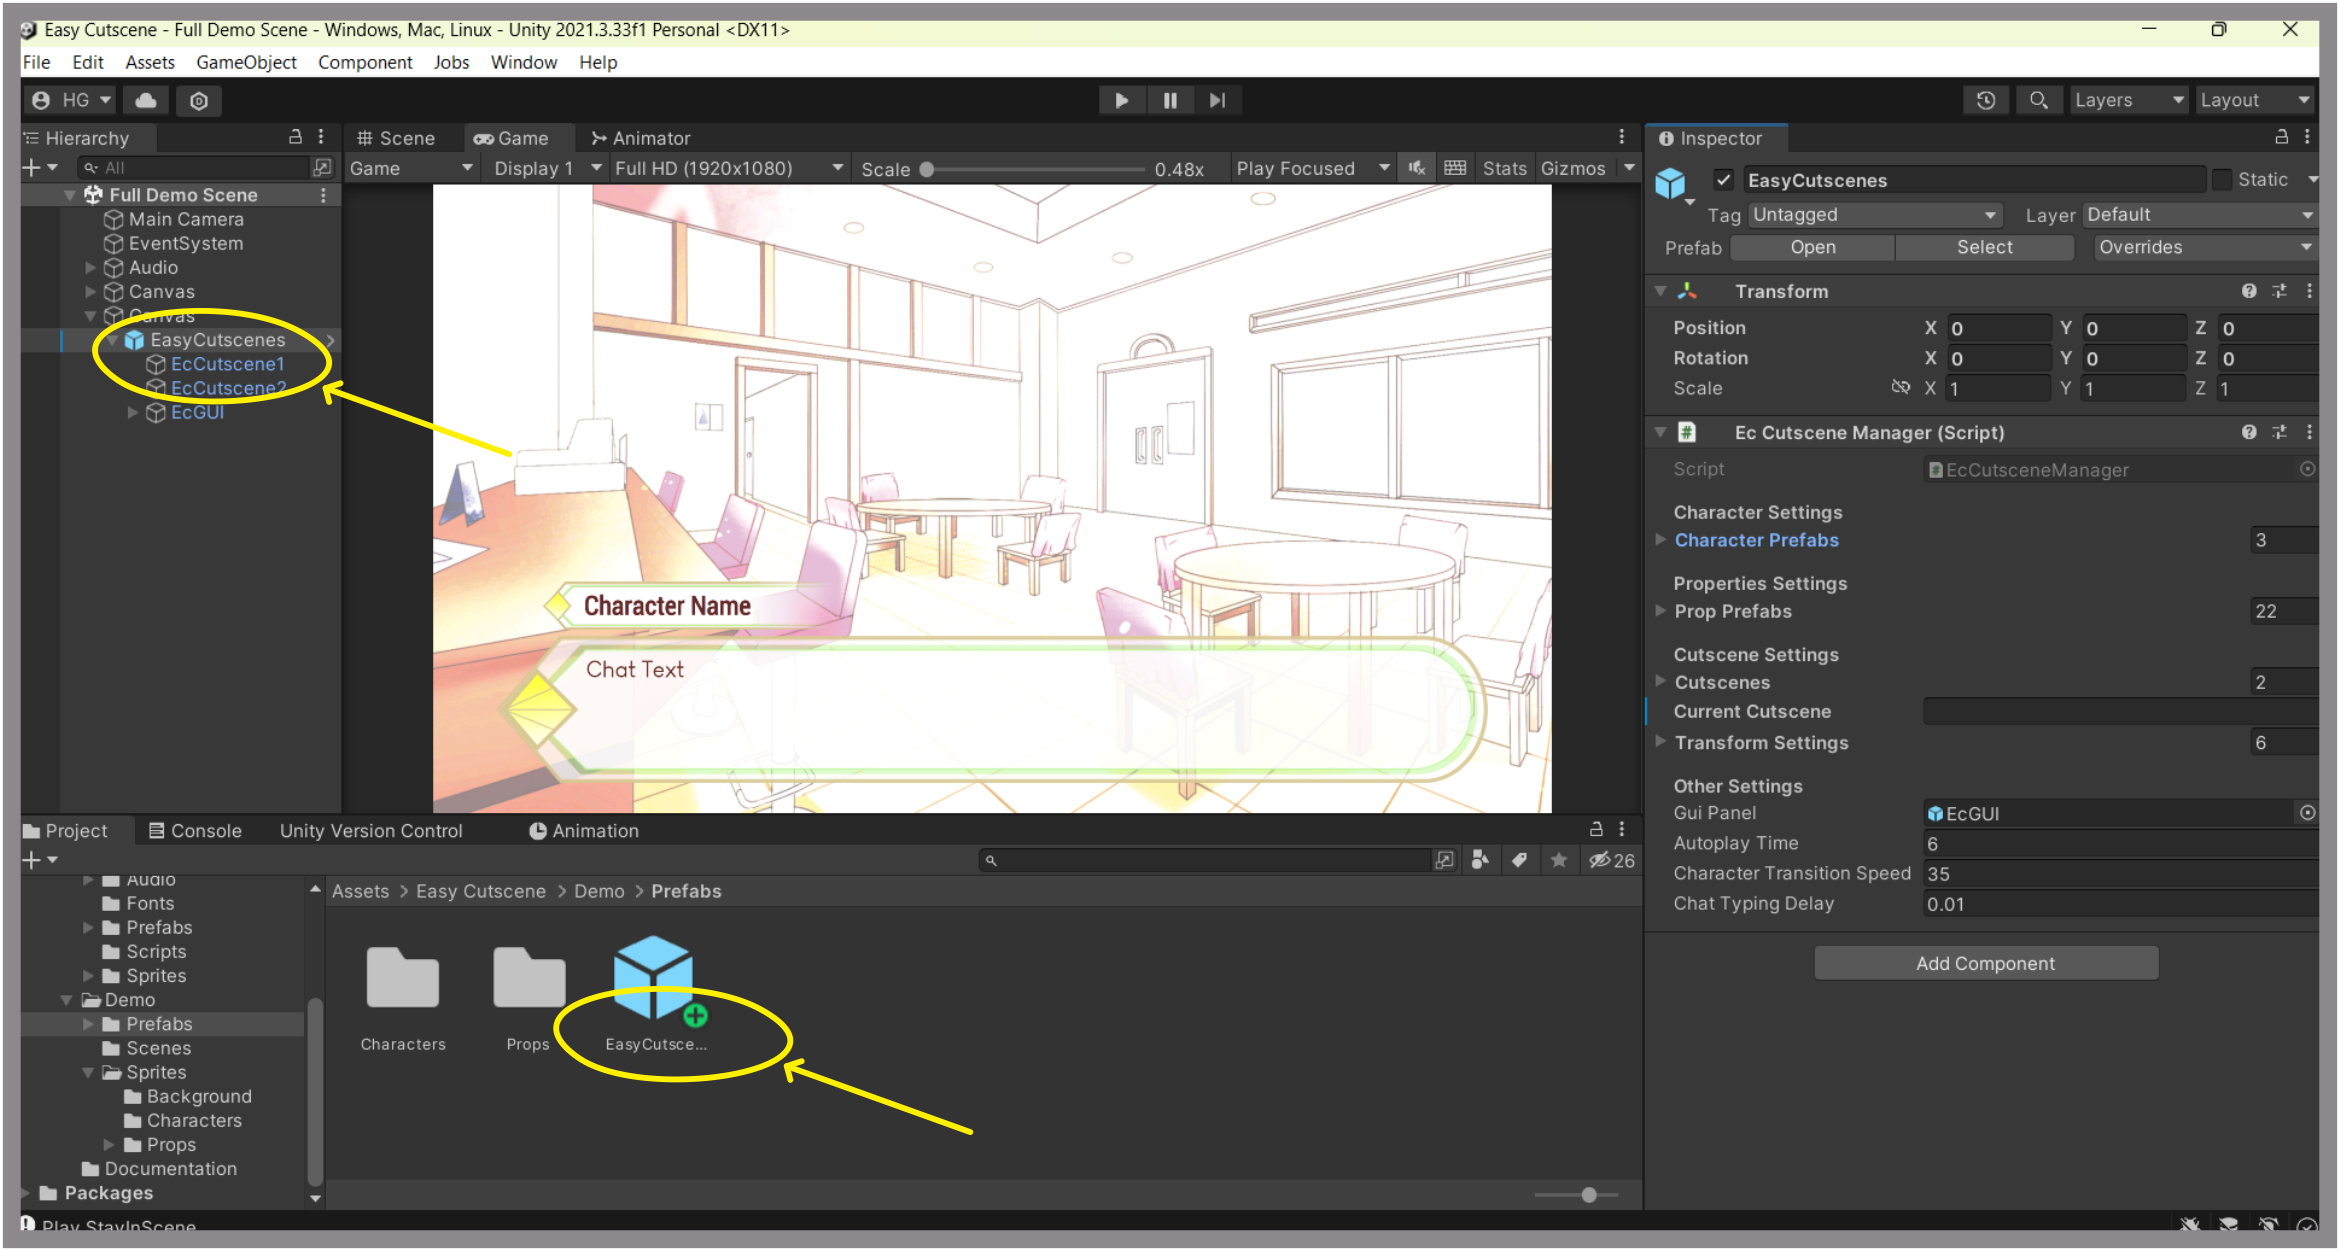 Easy Cutscene - Full Demo Scene - Windows, Mac, Linux - Unity 2021.3.33f1 Personal <DX11>
File Edit Assets GameObject Component Jobs Window Help
HG Layers Layout
Hierarchy
All
Full Demo Scene
Main Camera
EventSystem
Audio
Canvas
Canvas
EasyCutscenes
EcCutscene1
EcCutscene2
EcGUI
Scene Game Animator
Game Display 1 Full HD (1920x1080) Scale 0.48x Play Focused Stats Gizmos
Character Name
Chat Text
Inspector
EasyCutscenes Static
Tag Untagged Layer Default
Prefab Open Select Overrides
Transform
Position X 0 Y 0 Z 0
Rotation X 0 Y 0 Z 0
Scale X 1 Y 1 Z 1
# Ec Cutscene Manager (Script)
Script EcCutsceneManager
Character Settings
Character Prefabs 3
Properties Settings
Prop Prefabs 22
Cutscene Settings
Cutscenes 2
Current Cutscene
Transform Settings 6
Other Settings
Gui Panel EcGUI
Autoplay Time 6
Character Transition Speed 35
Chat Typing Delay 0.01
Add Component
Project Console Unity Version Control Animation
26
Audio
Fonts
Prefabs
Scripts
Sprites
Demo
Prefabs
Scenes
Sprites
Background
Characters
Props
Documentation
Packages
Assets > Easy Cutscene > Demo > Prefabs
Characters Props EasyCutsce...
Play StayInScene